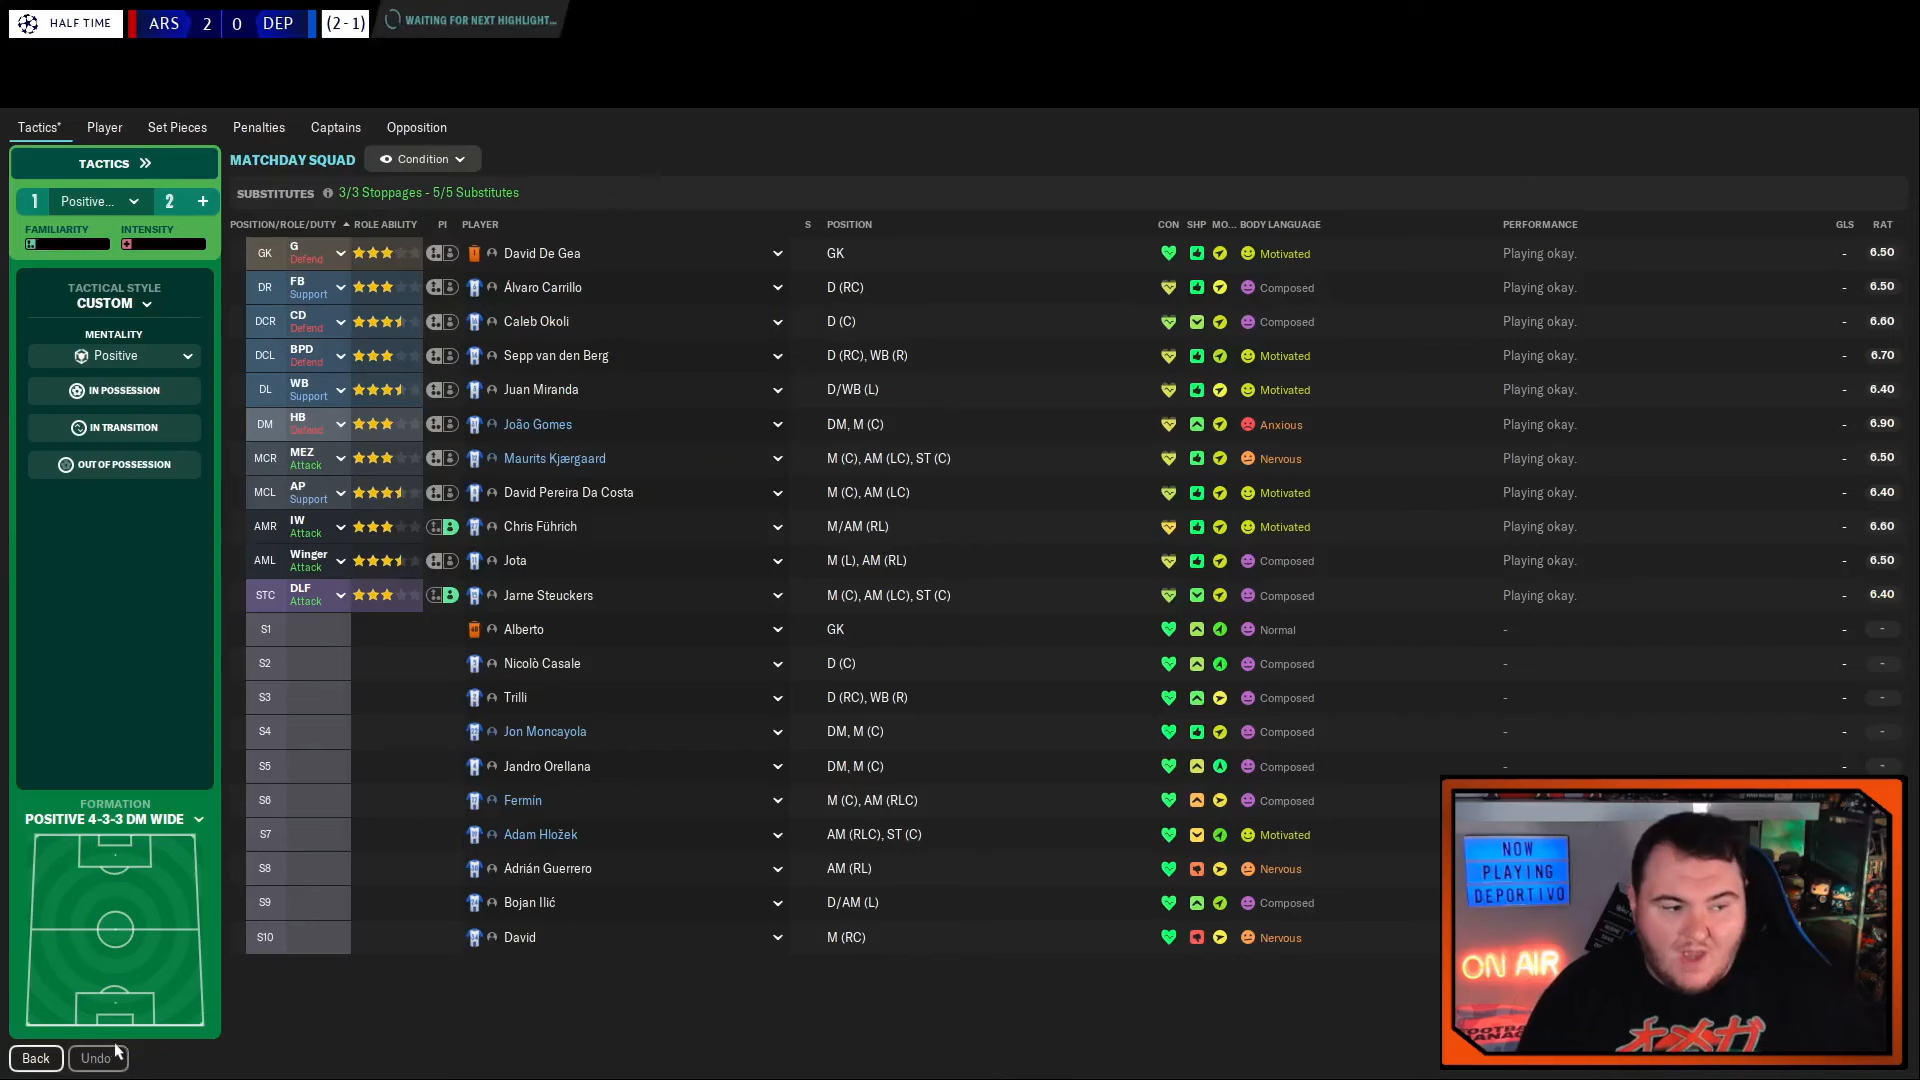 HALF TIME ARS 2 0 DEP (2 - 1) WAITING FOR NEXT HIGHLIGHT...
Tactics* Player Set Pieces Penalties Captains Opposition
TACTICS
1 Positive... 2 +
FAMILIARITY INTENSITY
TACTICAL STYLE
CUSTOM
MENTALITY
Positive
IN POSSESSION
IN TRANSITION
OUT OF POSSESSION
FORMATION
POSITIVE 4-3-3 DM WIDE
Back Undo
MATCHDAY SQUAD Condition
SUBSTITUTES 3/3 Stoppages - 5/5 Substitutes
POSITION/ROLE/DUTY ROLE ABILITY PI PLAYER S POSITION CON SHP MO... BODY LANGUAGE PERFORMANCE GLS RAT
GK G Defend David De Gea GK Motivated Playing okay. - 6.50
DR FB Support Álvaro Carrillo D (RC) Composed Playing okay. - 6.50
DCR CD Defend Caleb Okoli D (C) Composed Playing okay. - 6.60
DCL BPD Defend Sepp van den Berg D (RC), WB (R) Motivated Playing okay. - 6.70
DL WB Support Juan Miranda D/WB (L) Motivated Playing okay. - 6.40
DM HB Defend João Gomes DM, M (C) Anxious Playing okay. - 6.90
MCR MEZ Attack Maurits Kjærgaard M (C), AM (LC), ST (C) Nervous Playing okay. - 6.50
MCL AP Support David Pereira Da Costa M (C), AM (LC) Motivated Playing okay. - 6.40
AMR IW Attack Chris Führich M/AM (RL) Motivated Playing okay. - 6.60
AML Winger Attack Jota M (L), AM (RL) Composed Playing okay. - 6.50
STC DLF Attack Jarne Steuckers M (C), AM (LC), ST (C) Composed Playing okay. - 6.40
S1 Alberto GK Normal - - -
S2 Nicolò Casale D (C) Composed - - -
S3 Trilli D (RC), WB (R) Composed - - -
S4 Jon Moncayola DM, M (C) Composed - - -
S5 Jandro Orellana DM, M (C) Composed - - -
S6 Fermín M (C), AM (RLC) Composed
S7 Adam Hložek AM (RLC), ST (C) Motivated
S8 Adrián Guerrero AM (RL) Nervous
S9 Bojan Ilić D/AM (L) Composed
S10 David M (RC) Nervous
NOW
PLAYING
DEPORTIVO
ON AIR